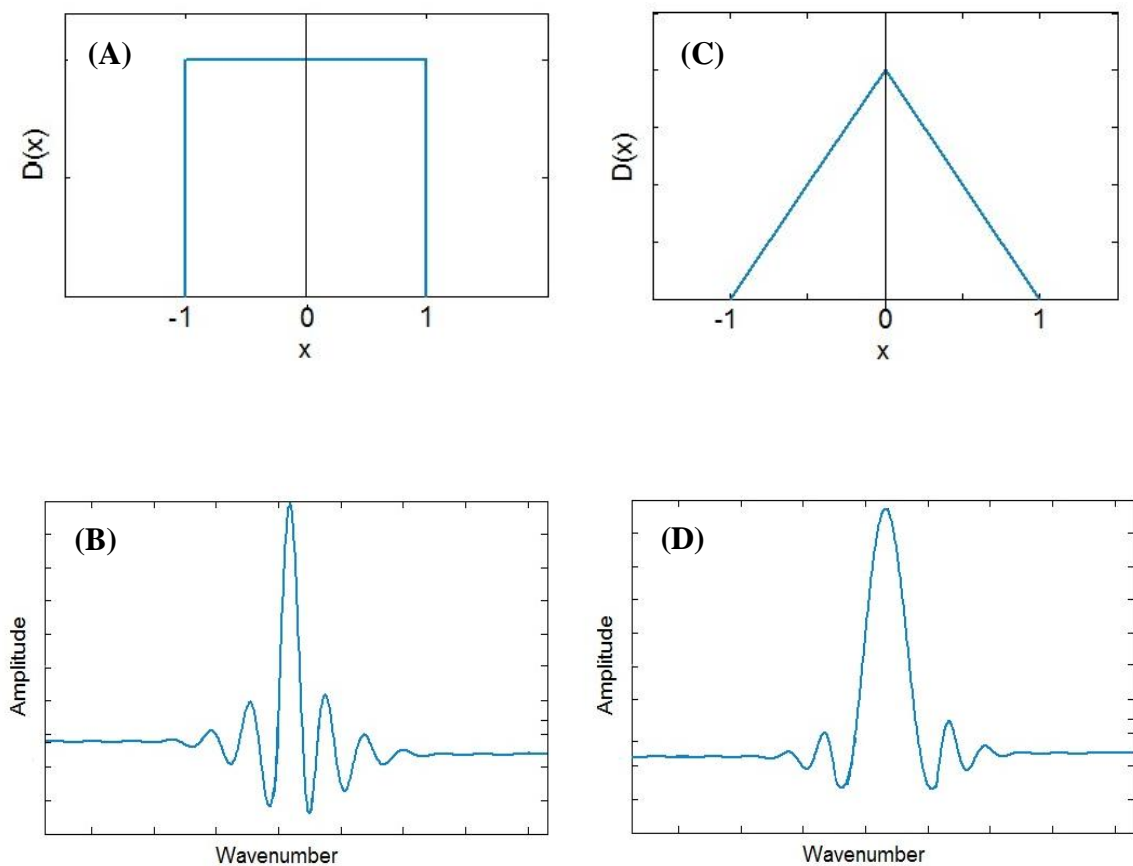 (A)
D(x)
-1 0 1
x
(C)
D(x)
-1 0 1
x
(B)
Amplitude
Wavenumber
(D)
Amplitude
Wavenumber